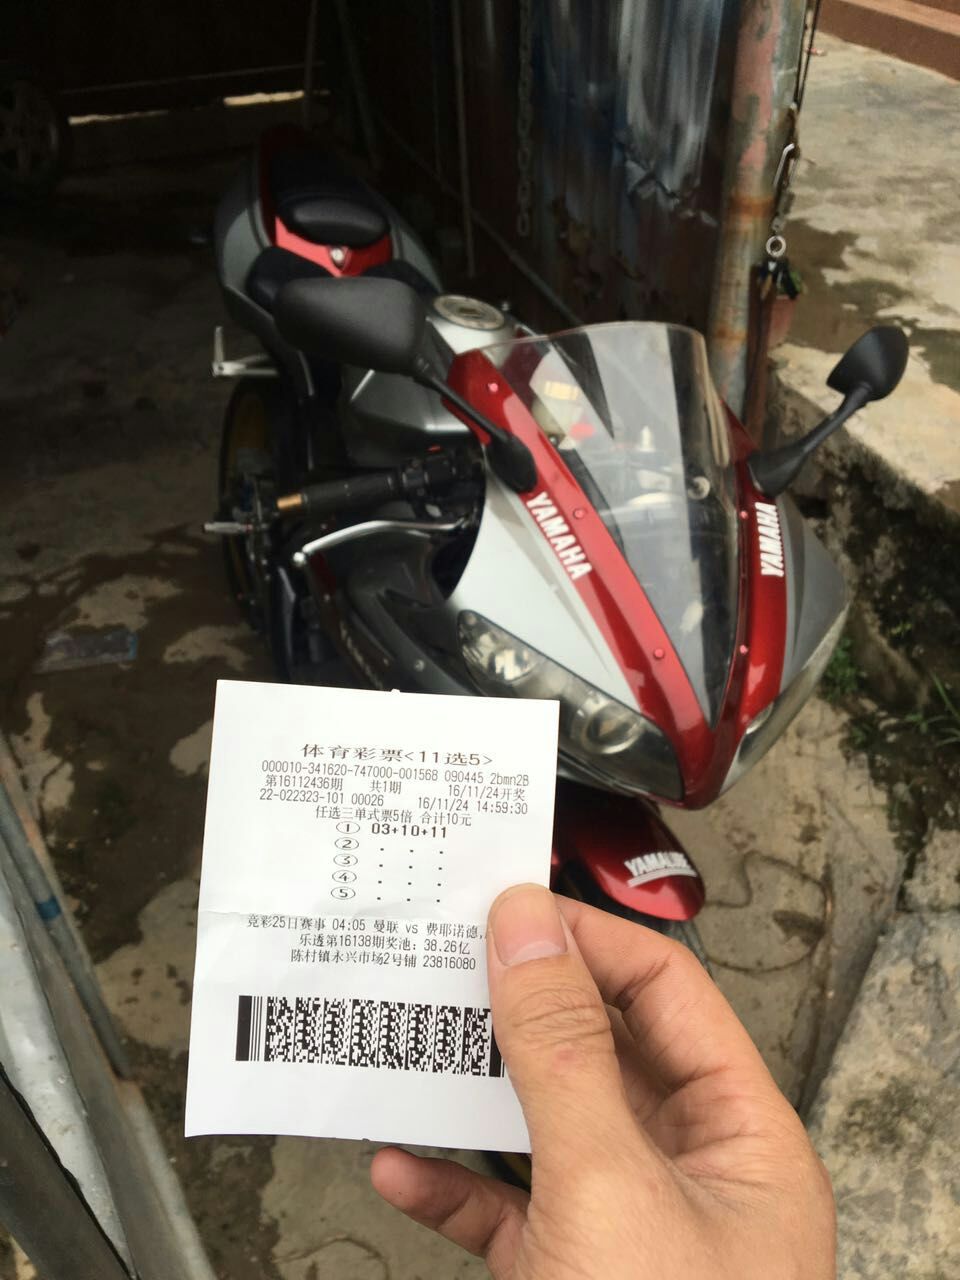 YAMAHA
YAMAHA
体育彩票<11选5>
000010-341620-747000-001568 090445 2bmn2B
第16112436期 共1期 16/11/24开奖
22-022323-101 00026 16/11/24 14:59:30
任选三单式票5倍 合计10元
① 03+10+11
② . . .
③ . . .
④ . . .
⑤ . . .
竞彩25日赛事 04:05 曼联 vs 费耶诺德,
乐透第16138期奖池: 38.26亿
陈村镇永兴市场2号铺 23816080